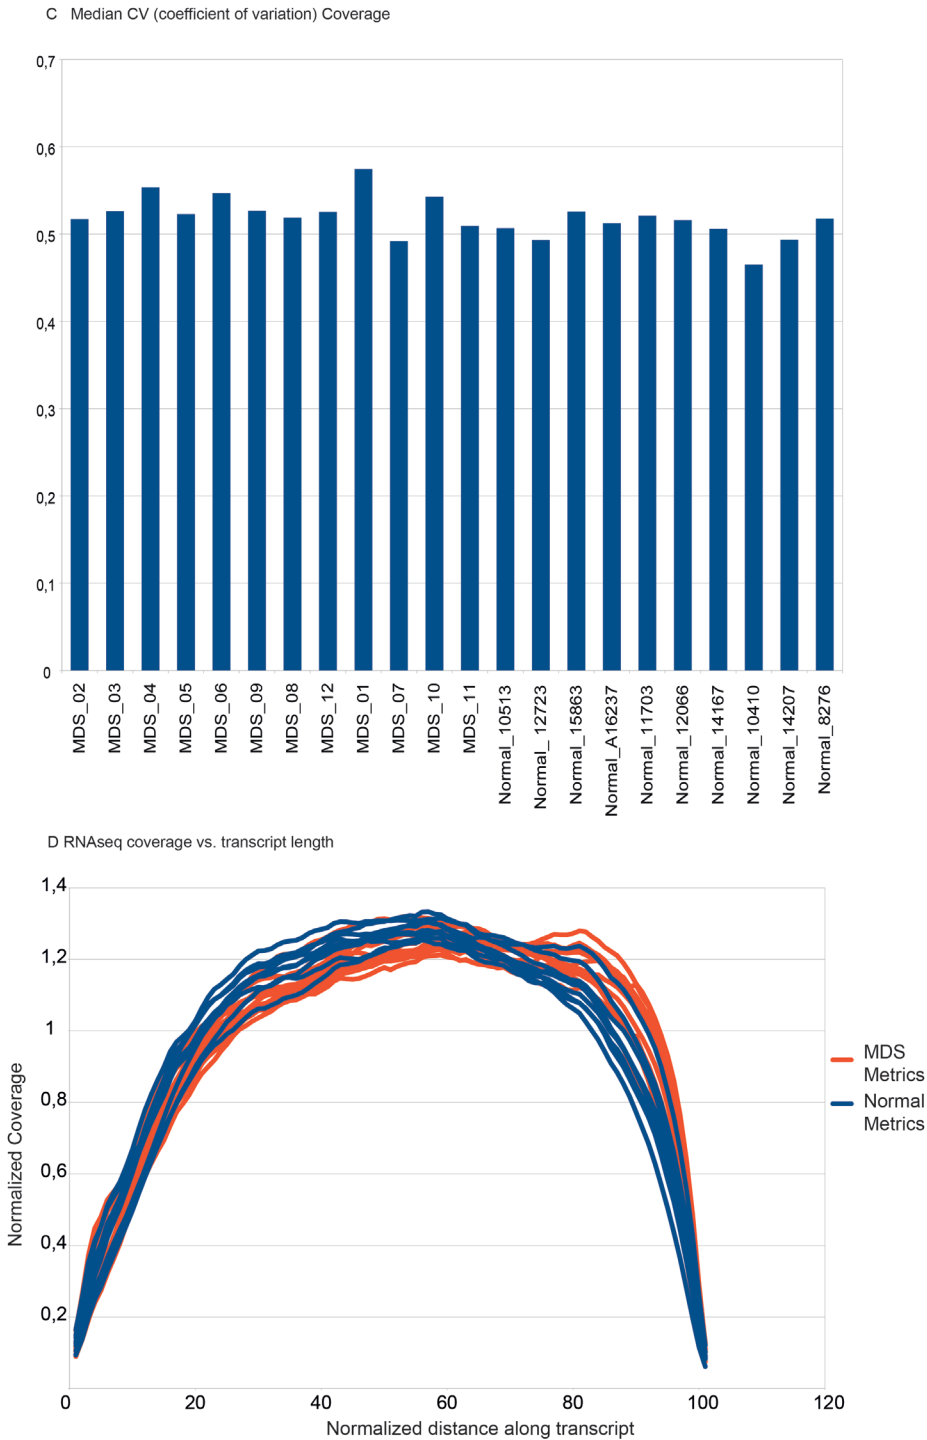 C Median CV (coefficient of variation) Coverage
0,7
0,6
0,5
0,4
0,3
0,2
0,1
0
MDS_02
MDS_03
MDS_04
MDS_05
MDS_06
MDS_09
MDS_08
MDS_12
MDS_01
MDS_07
MDS_10
MDS_11
Normal_10513
Normal_ 12723
Normal_15863
Normal_A16237
Normal_11703
Normal_12066
Normal_14167
Normal_10410
Normal_14207
Normal_8276
D RNAseq coverage vs. transcript length
1,4
1,2
1
0,8
0,6
0,4
0,2
Normalized Coverage
0 20 40 60 80 100 120
Normalized distance along transcript
MDS
Metrics
Normal
Metrics